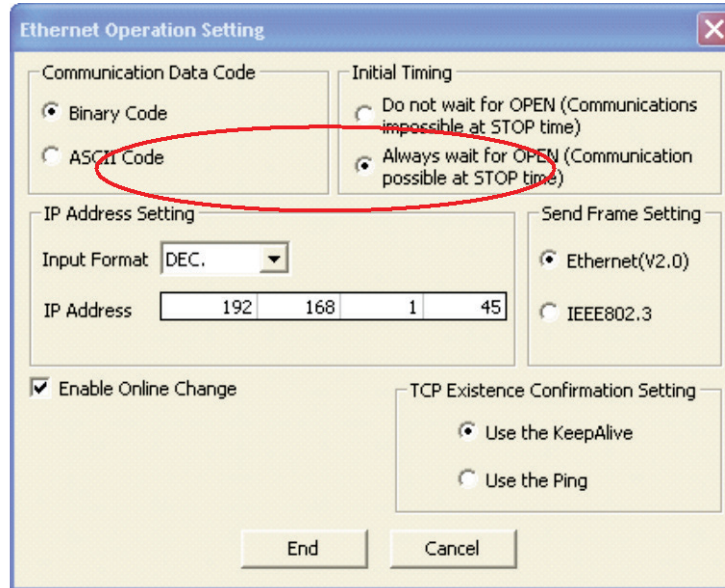 Ethernet Operation Setting
Communication Data Code
Binary Code
ASCII Code
Initial Timing
Do not wait for OPEN (Communications
impossible at STOP time)
Always wait for OPEN (Communication
possible at STOP time)
IP Address Setting
Input Format DEC.
IP Address 192 168 1 45
Send Frame Setting
Ethernet(V2.0)
IEEE802.3
Enable Online Change
TCP Existence Confirmation Setting
Use the KeepAlive
Use the Ping
End Cancel